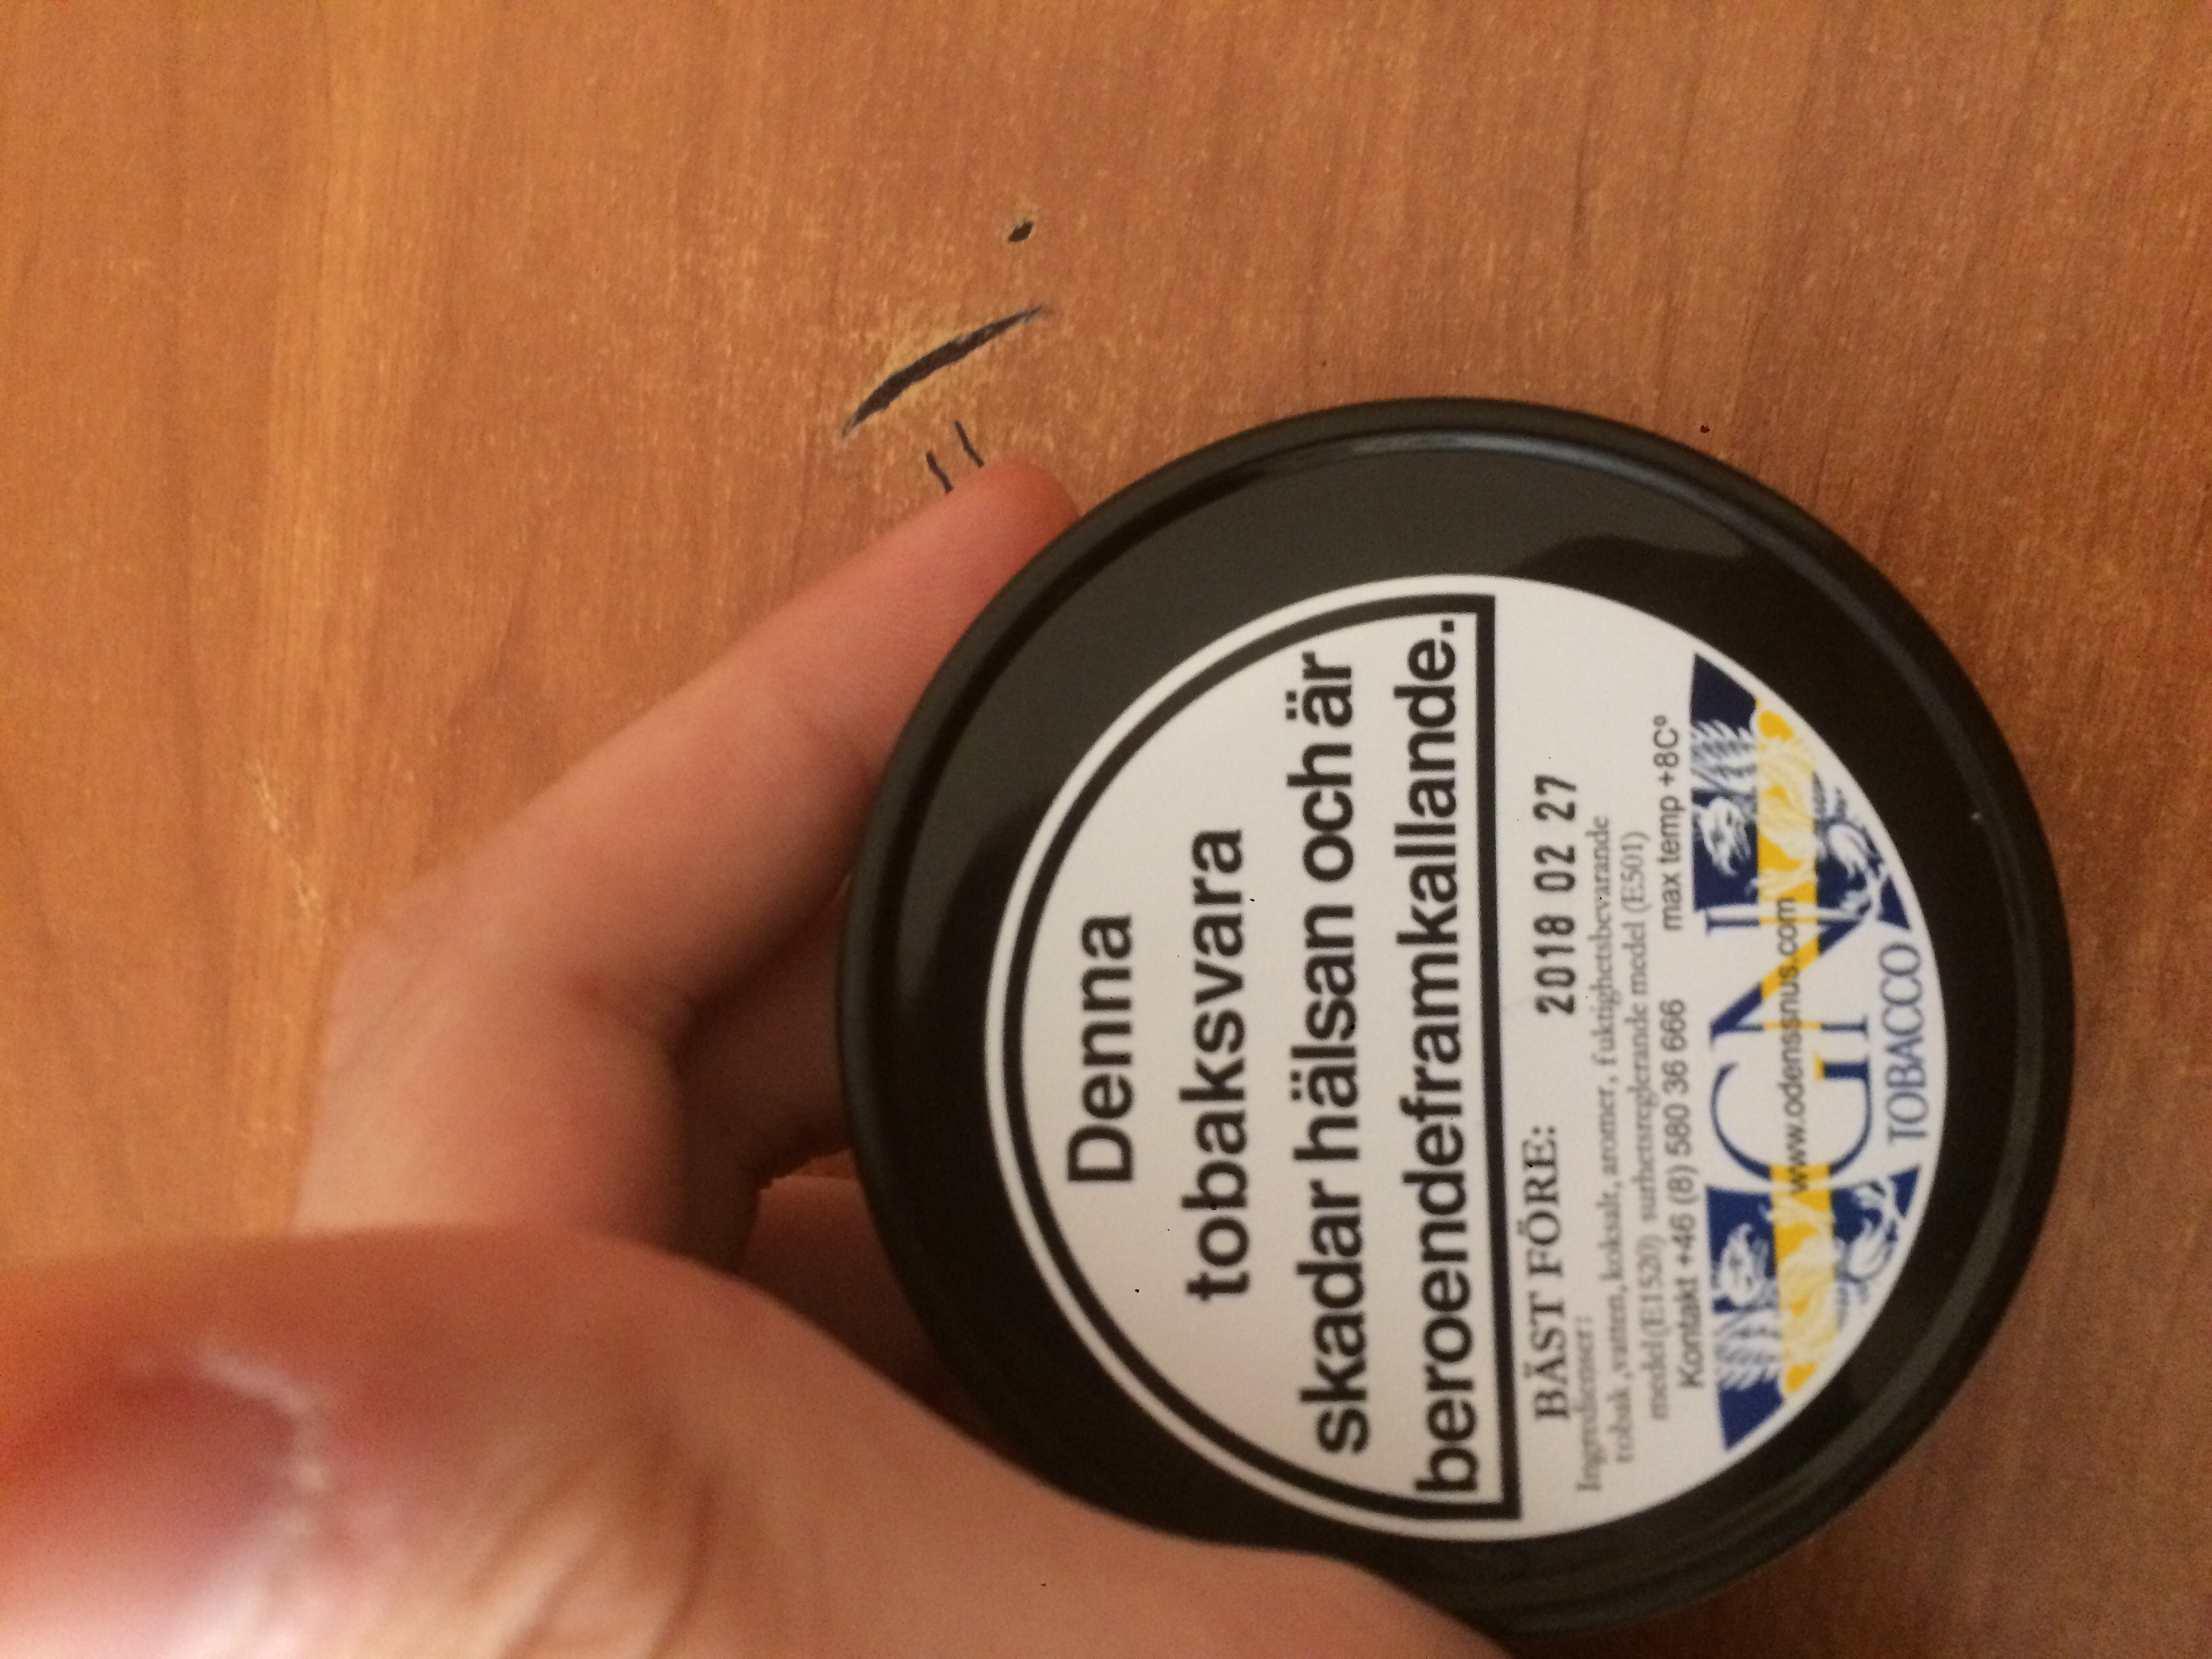 Denna
tobaksvara
skadar hälsan och är
beroendeframkallande.
BÄST FÖRE: 2018 02 27
Ingredienser:
tobak ,vatten, koksalt, aromer, fuktighetsbevarande
medel (E1520) surhetsreglerande medel (E501)
Kontakt +46 (8) 580 36 666 max temp +8C°
GN
www.odenssnus.com
TOBACCO